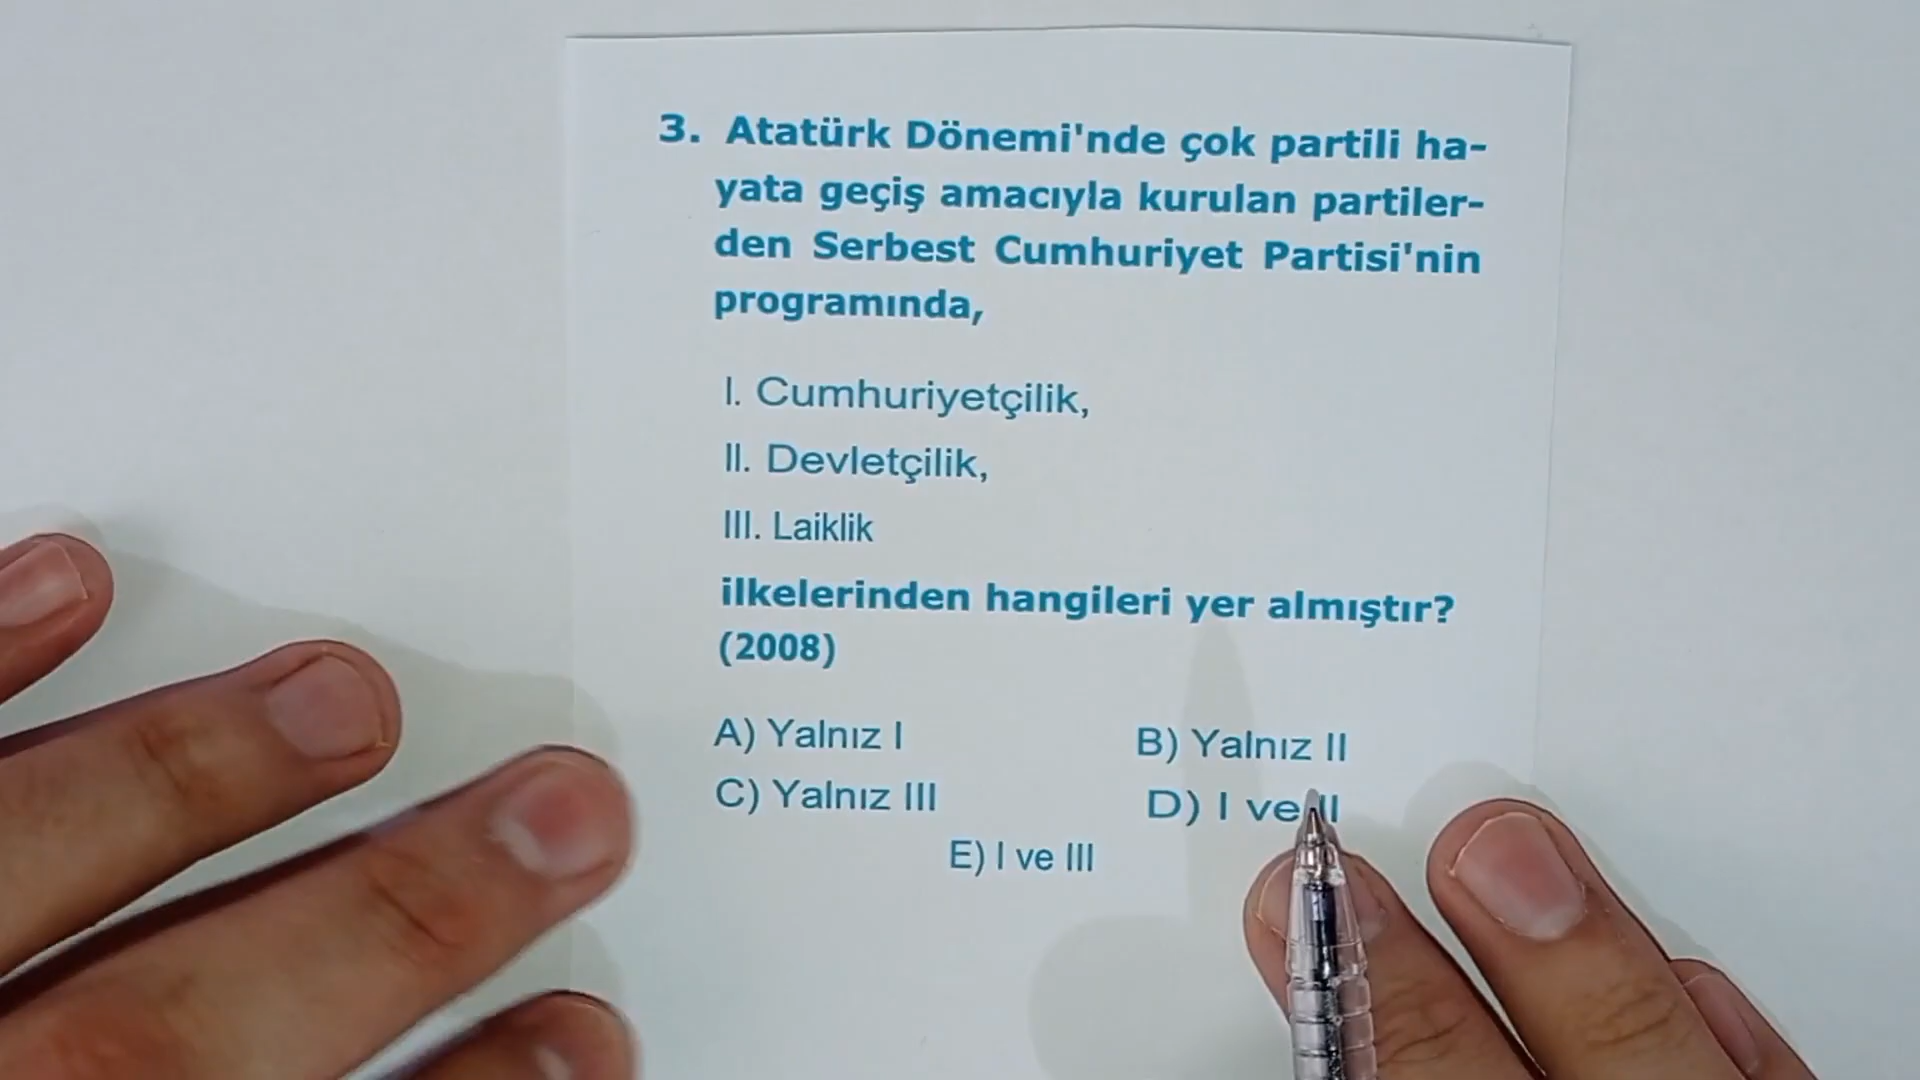 3. Atatürk Dönemi'nde çok partili ha-
yata geçiş amacıyla kurulan partiler-
den Serbest Cumhuriyet Partisi'nin
programında,
I. Cumhuriyetçilik,
II. Devletçilik,
III. Laiklik
ilkelerinden hangileri yer almıştır?
(2008)
A) Yalnız I
B) Yalnız II
C) Yalnız III
D) I ve II
E) I ve III